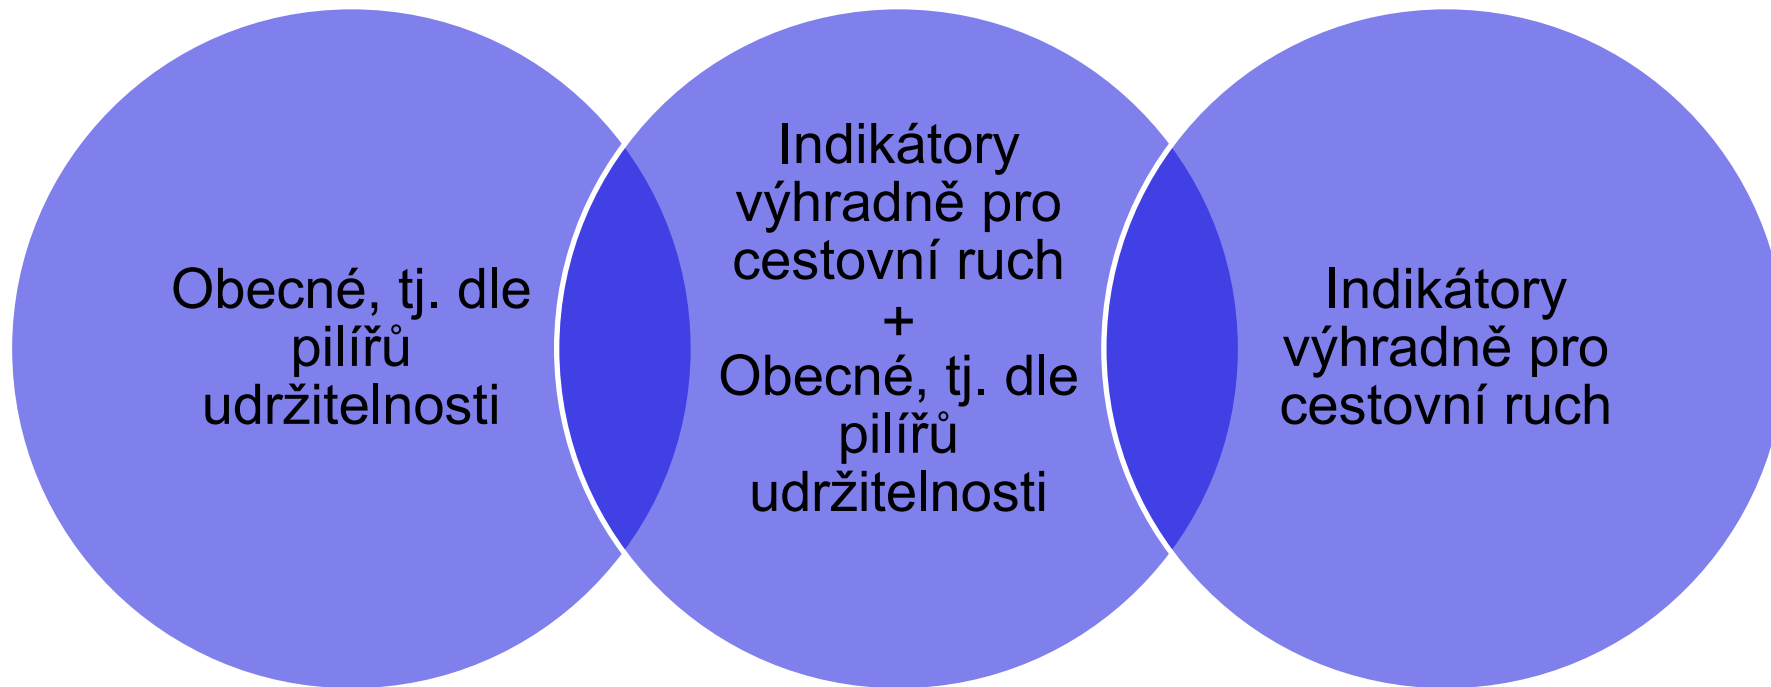 Obecné, tj. dle
pilířů
udržitelnosti
Indikátory
výhradně pro
cestovní ruch
+
Obecné, tj. dle
pilířů
udržitelnosti
Indikátory
výhradně pro
cestovní ruch